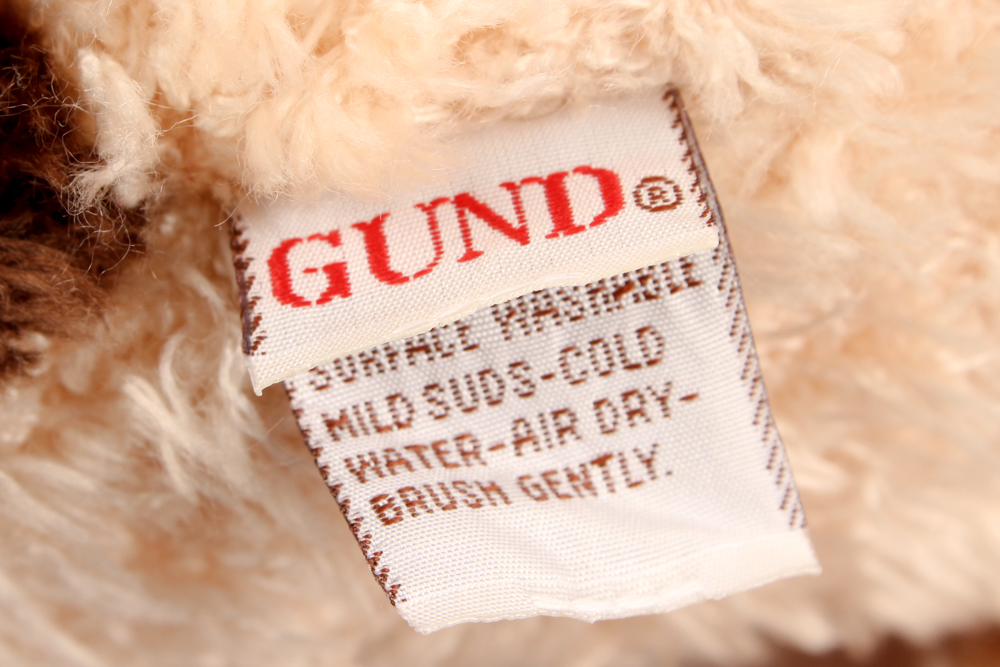 GUND®
SURFACE WASHABLE
MILD SUDS-COLD
WATER-AIR DRY-
BRUSH GENTLY.